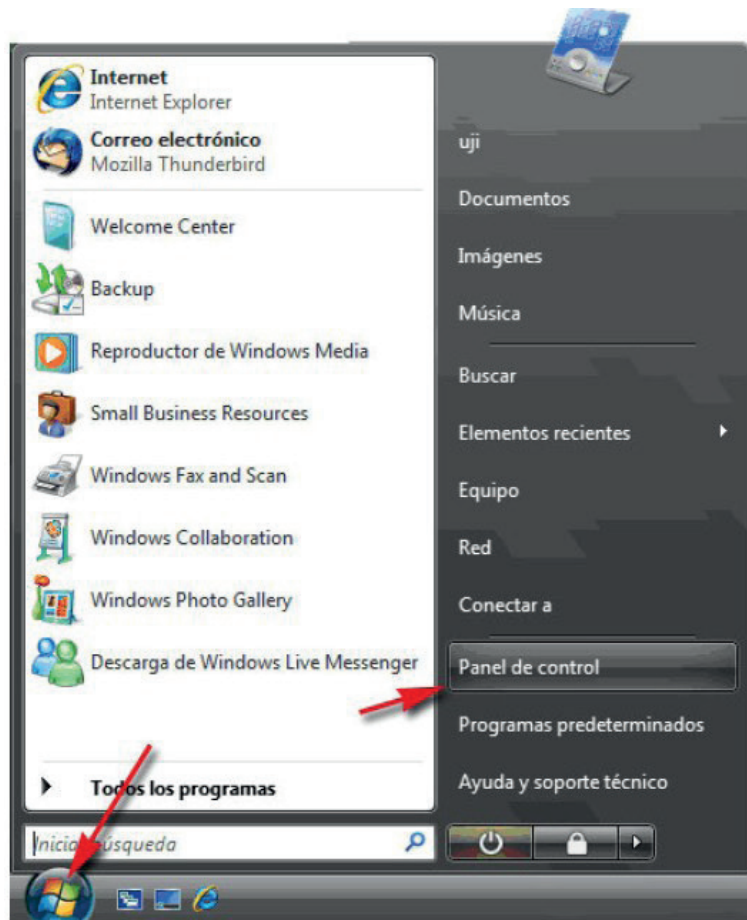 Internet
Internet Explorer
Correo electrónico
Mozilla Thunderbird
Welcome Center
Backup
Reproductor de Windows Media
Small Business Resources
Windows Fax and Scan
Windows Collaboration
Windows Photo Gallery
Descarga de Windows Live Messenger
Todos los programas
Iniciar búsqueda
uji
Documentos
Imágenes
Música
Buscar
Elementos recientes
Equipo
Red
Conectar a
Panel de control
Programas predeterminados
Ayuda y soporte técnico